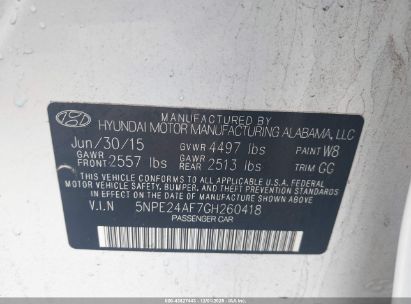 MANUFACTURED BY
HYUNDAI MOTOR MANUFACTURING ALABAMA, LLC
Jun/30/15 GVWR 4497 lbs PAINT W8
GAWR FRONT 2557 lbs GAWR REAR 2513 lbs TRIM GG
THIS VEHICLE CONFORMS TO ALL APPLICABLE FEDERAL
MOTOR VEHICLE SAFETY, BUMPER, AND THEFT PREVENTION
STANDARDS IN EFFECT ON THE DATE OF MANUFACTURE SHOWN ABOVE.
V.I.N 5NPE24AF7GH260418
PASSENGER CAR